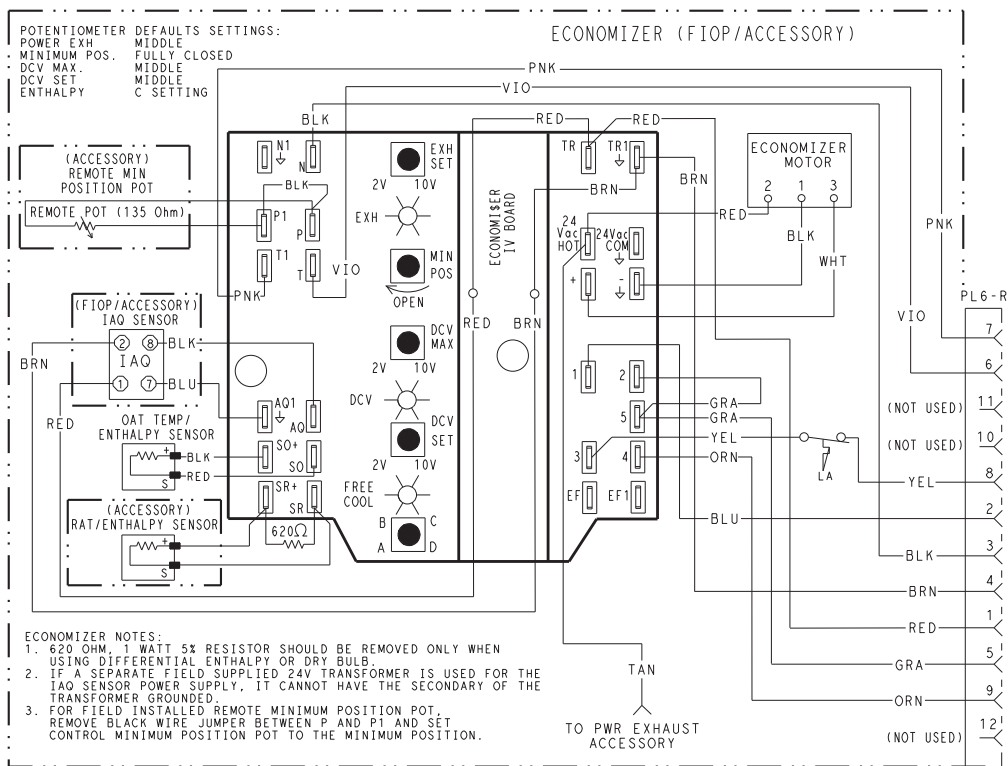 POTENTIOMETER DEFAULTS SETTINGS:
POWER EXH MIDDLE
MINIMUM POS. FULLY CLOSED
DCV MAX. MIDDLE
DCV SET MIDDLE
ENTHALPY C SETTING
ECONOMIZER (FIOP/ACCESSORY)
PNK
VIO
BLK
RED
RED
(ACCESSORY)
REMOTE MIN
POSITION POT
REMOTE POT (135 Ohm)
N1
N
BLK
P1
P
T1
T
VIO
PNK
EXH
SET
2V 10V
EXH
MIN
POS
OPEN
DCV
MAX
2V 10V
DCV
DCV
SET
2V 10V
FREE
COOL
B C
A D
ECONOMI$ER
IV BOARD
RED
BRN
TR
TR1
BRN
BRN
24
Vac
HOT
24Vac
COM
+
-
1
2
5
3
4
EF
EF1
ECONOMIZER
MOTOR
2 1 3
RED
BLK
WHT
PNK
VIO
(FIOP/ACCESSORY)
IAQ SENSOR
2 8
IAQ
1 7
BLK
BLU
BRN
RED
AQ1
AQ
SO+
SO
SR+
SR
620Ω
OAT TEMP/
ENTHALPY SENSOR
+
S
BLK
RED
(ACCESSORY)
RAT/ENTHALPY SENSOR
+
S
GRA
GRA
YEL
ORN
LA
BLU
PL6-R
7
6
(NOT USED) 11
(NOT USED) 10
YEL 8
2
BLK 3
BRN 4
RED 1
GRA 5
ORN 9
(NOT USED) 12
TAN
TO PWR EXHAUST
ACCESSORY
ECONOMIZER NOTES:
1. 620 OHM, 1 WATT 5% RESISTOR SHOULD BE REMOVED ONLY WHEN
USING DIFFERENTIAL ENTHALPY OR DRY BULB.
2. IF A SEPARATE FIELD SUPPLIED 24V TRANSFORMER IS USED FOR THE
IAQ SENSOR POWER SUPPLY, IT CANNOT HAVE THE SECONDARY OF THE
TRANSFORMER GROUNDED.
3. FOR FIELD INSTALLED REMOTE MINIMUM POSITION POT,
REMOVE BLACK WIRE JUMPER BETWEEN P AND P1 AND SET
CONTROL MINIMUM POSITION POT TO THE MINIMUM POSITION.